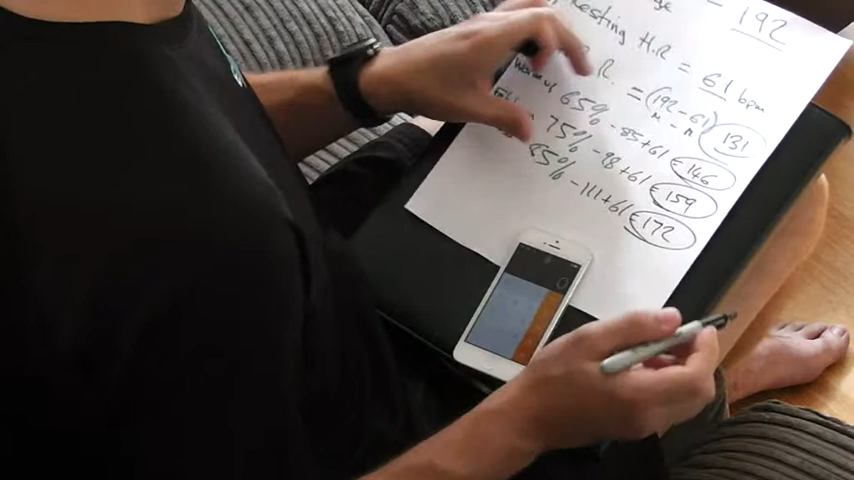 - 192
Resting H.R = 61 bpm
R. = (192-61) 131
Warm up 65% -85+61 = 146
75% -98+61 = 159
85% -111+61 = 172